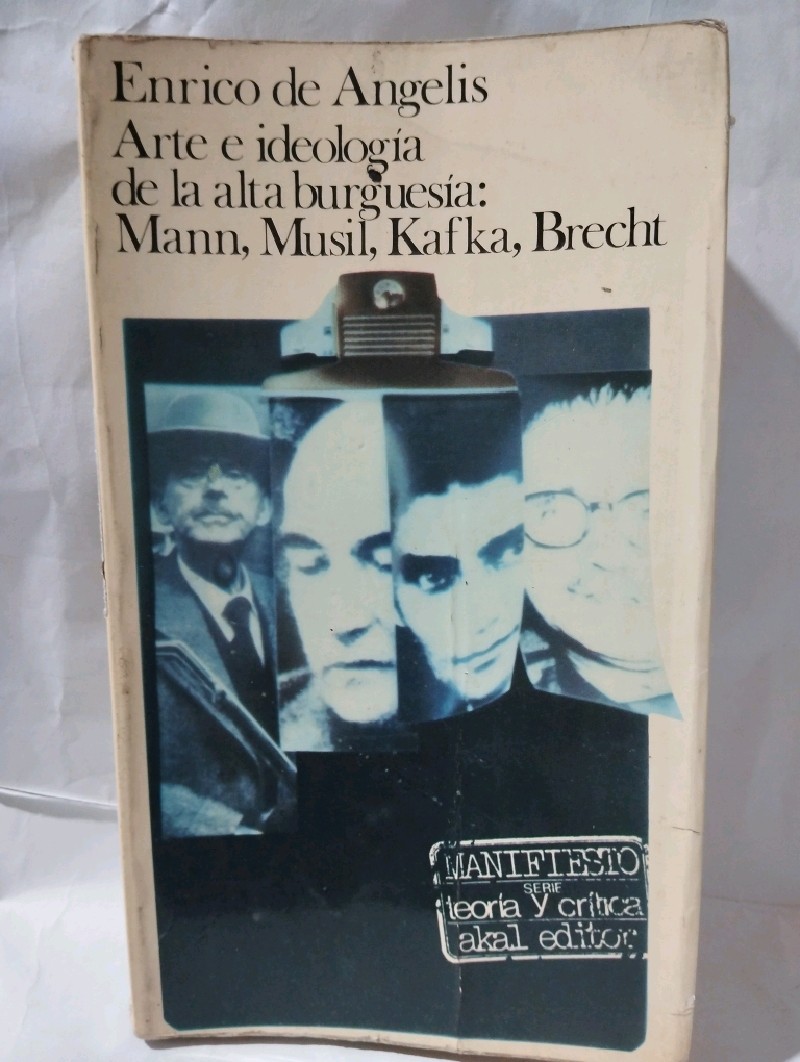 Enrico de Angelis
Arte e ideología
de la alta burguesía:
Mann, Musil, Kafka, Brecht
MANIFIESTO
SERIE
teoría y crítica
akal editor